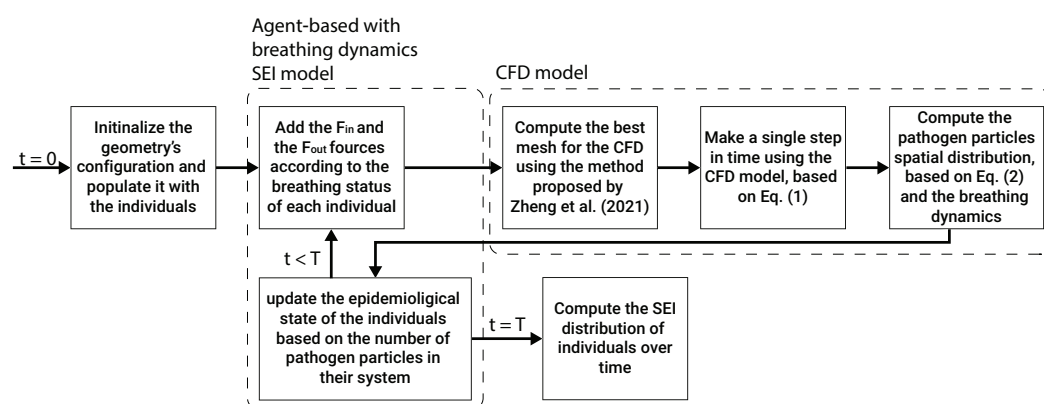 Agent-based with
breathing dynamics
SEI model
CFD model
t = 0
Initinalize the
geometry's
configuration and
populate it with
the individuals
Add the Fin and
the Fout fources
according to the
breathing status
of each individual
Compute the best
mesh for the CFD
using the method
proposed by
Zheng et al. (2021)
Make a single step
in time using the
CFD model, based
on Eq. (1)
Compute the
pathogen particles
spatial distribution,
based on Eq. (2)
and the breathing
dynamics
t < T
update the epidemioligical
state of the individuals
based on the number of
pathogen particles in
their system
t = T
Compute the SEI
distribution of
individuals over
time